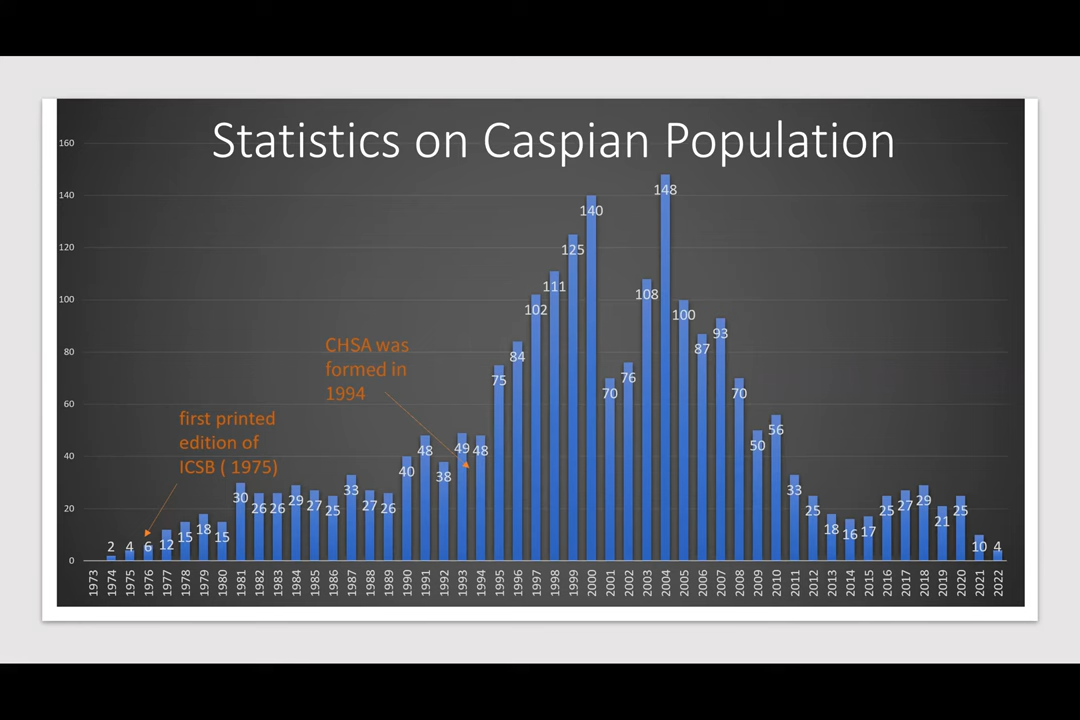 Statistics on Caspian Population
160
140
120
100
80
60
40
20
0
CHSA was
formed in
1994
first printed
edition of
ICSB ( 1975)
2 4 6 12 15 18 15 30 26 26 29 27 25 33 27 26 40 48 38 49 48 75 84 102 111 125 140 70 76 108 148 100 87 93 70 50 56 33 25 18 16 17 25 27 29 21 25 10 4
1973 1974 1975 1976 1977 1978 1979 1980 1981 1982 1983 1984 1985 1986 1987 1988 1989 1990 1991 1992 1993 1994 1995 1996 1997 1998 1999 2000 2001 2002 2003 2004 2005 2006 2007 2008 2009 2010 2011 2012 2013 2014 2015 2016 2017 2018 2019 2020 2021 2022